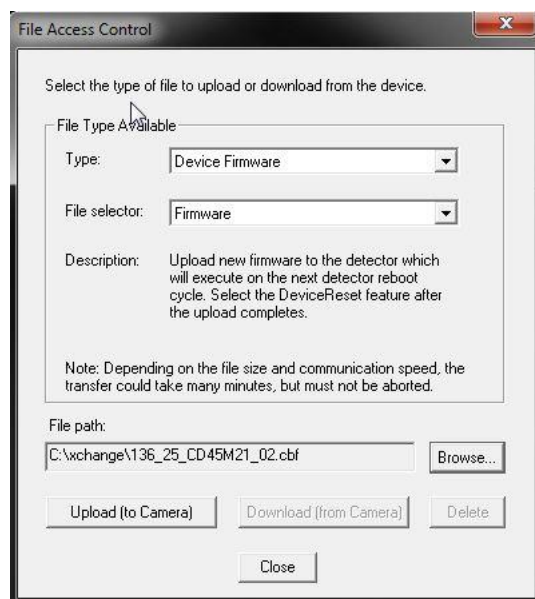 File Access Control
Select the type of file to upload or download from the device.
File Type Available
Type: Device Firmware
File selector: Firmware
Description: Upload new firmware to the detector which
will execute on the next detector reboot
cycle. Select the DeviceReset feature after
the upload completes.
Note: Depending on the file size and communication speed, the
transfer could take many minutes, but must not be aborted.
File path:
C:\xchange\136_25_CD45M21_02.cbf Browse...
Upload (to Camera) Download (from Camera) Delete
Close